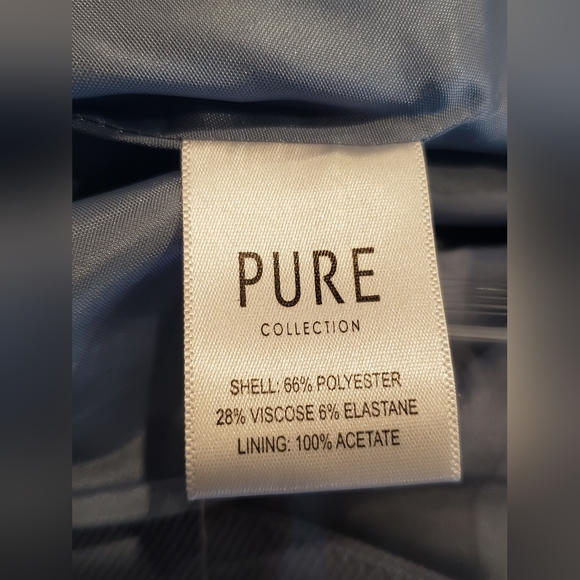 PURE
COLLECTION
SHELL: 66% POLYESTER
28% VISCOSE 6% ELASTANE
LINING: 100% ACETATE